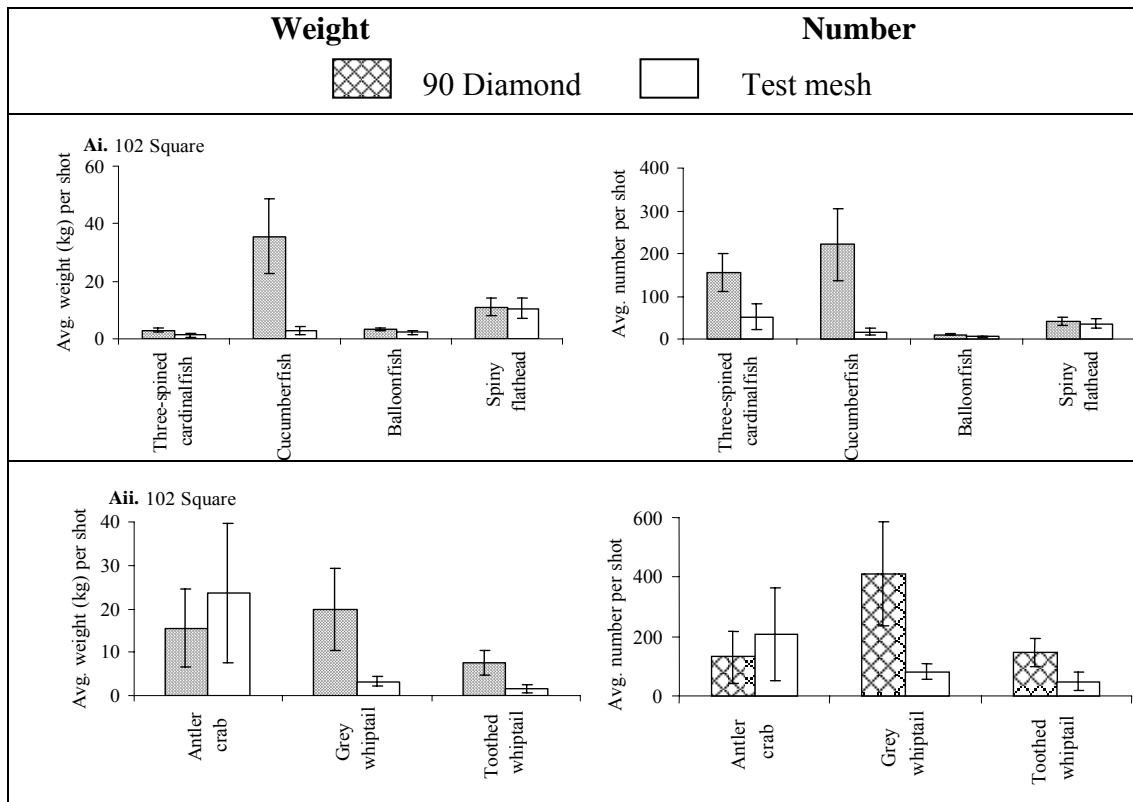 Weight Number
90 Diamond Test mesh
Ai. 102 Square
Avg. weight (kg) per shot
60
40
20
0
Three-spined
cardinalfish
Cucumberfish
Balloonfish
Spiny
flathead
Avg. number per shot
400
300
200
100
0
Three-spined
cardinalfish
Cucumberfish
Balloonfish
Spiny
flathead
Aii. 102 Square
Avg. weight (kg) per shot
40
30
20
10
0
Antler
crab
Grey
whiptail
Toothed
whiptail
Avg. number per shot
600
400
200
0
Antler
crab
Grey
whiptail
Toothed
whiptail